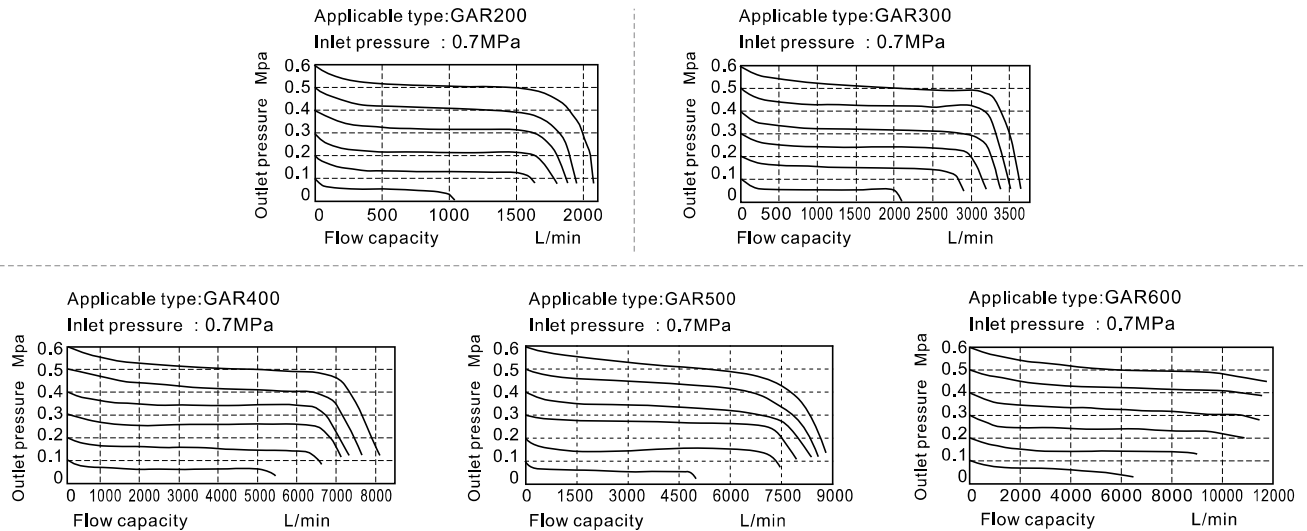 Applicable type:GAR200
Inlet pressure : 0.7MPa
Outlet pressure Mpa
0.6
0.5
0.4
0.3
0.2
0.1
0
0 500 1000 1500 2000
Flow capacity L/min
Applicable type:GAR300
Inlet pressure : 0.7MPa
Outlet pressure Mpa
0.6
0.5
0.4
0.3
0.2
0.1
0
0 500 1000 1500 2000 2500 3000 3500
Flow capacity L/min
Applicable type:GAR400
Inlet pressure : 0.7MPa
Outlet pressure Mpa
0.6
0.5
0.4
0.3
0.2
0.1
0
0 1000 2000 3000 4000 5000 6000 7000 8000
Flow capacity L/min
Applicable type:GAR500
Inlet pressure : 0.7MPa
Outlet pressure Mpa
0.6
0.5
0.4
0.3
0.2
0.1
0
0 1500 3000 4500 6000 7500 9000
Flow capacity L/min
Applicable type:GAR600
Inlet pressure : 0.7MPa
Outlet pressure Mpa
0.6
0.5
0.4
0.3
0.2
0.1
0
0 2000 4000 6000 8000 10000 12000
Flow capacity L/min